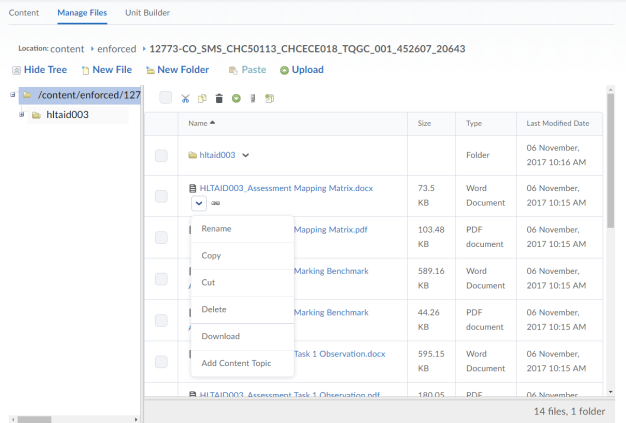 Content Manage Files Unit Builder
Location: content enforced 12773-CO_SMS_CHC50113_CHCECE018_TQGC_001_452607_20643
Hide Tree New File New Folder Paste Upload
/content/enforced/127
hltaid003
Name Size Type Last Modified Date
hltaid003 Folder 06 November,
2017 10:16 AM
HLTAID003_Assessment Mapping Matrix.docx 73.5 Word 06 November,
KB Document 2017 10:15 AM
Rename
Mapping Matrix.pdf 103.48 PDF 06 November,
KB document 2017 10:15 AM
Copy
Marking Benchmark 589.16 Word 06 November,
Cut
KB Document 2017 10:15 AM
Delete
Marking Benchmark 44.26 PDF 06 November,
KB document 2017 10:15 AM
Download
Task 1 Observation.docx 595.15 Word 06 November,
Add Content Topic
KB Document 2017 10:15 AM
HLTAID003_Assessment Task 1 Observation.pdf 180.05 PDF 06 November,
14 files, 1 folder